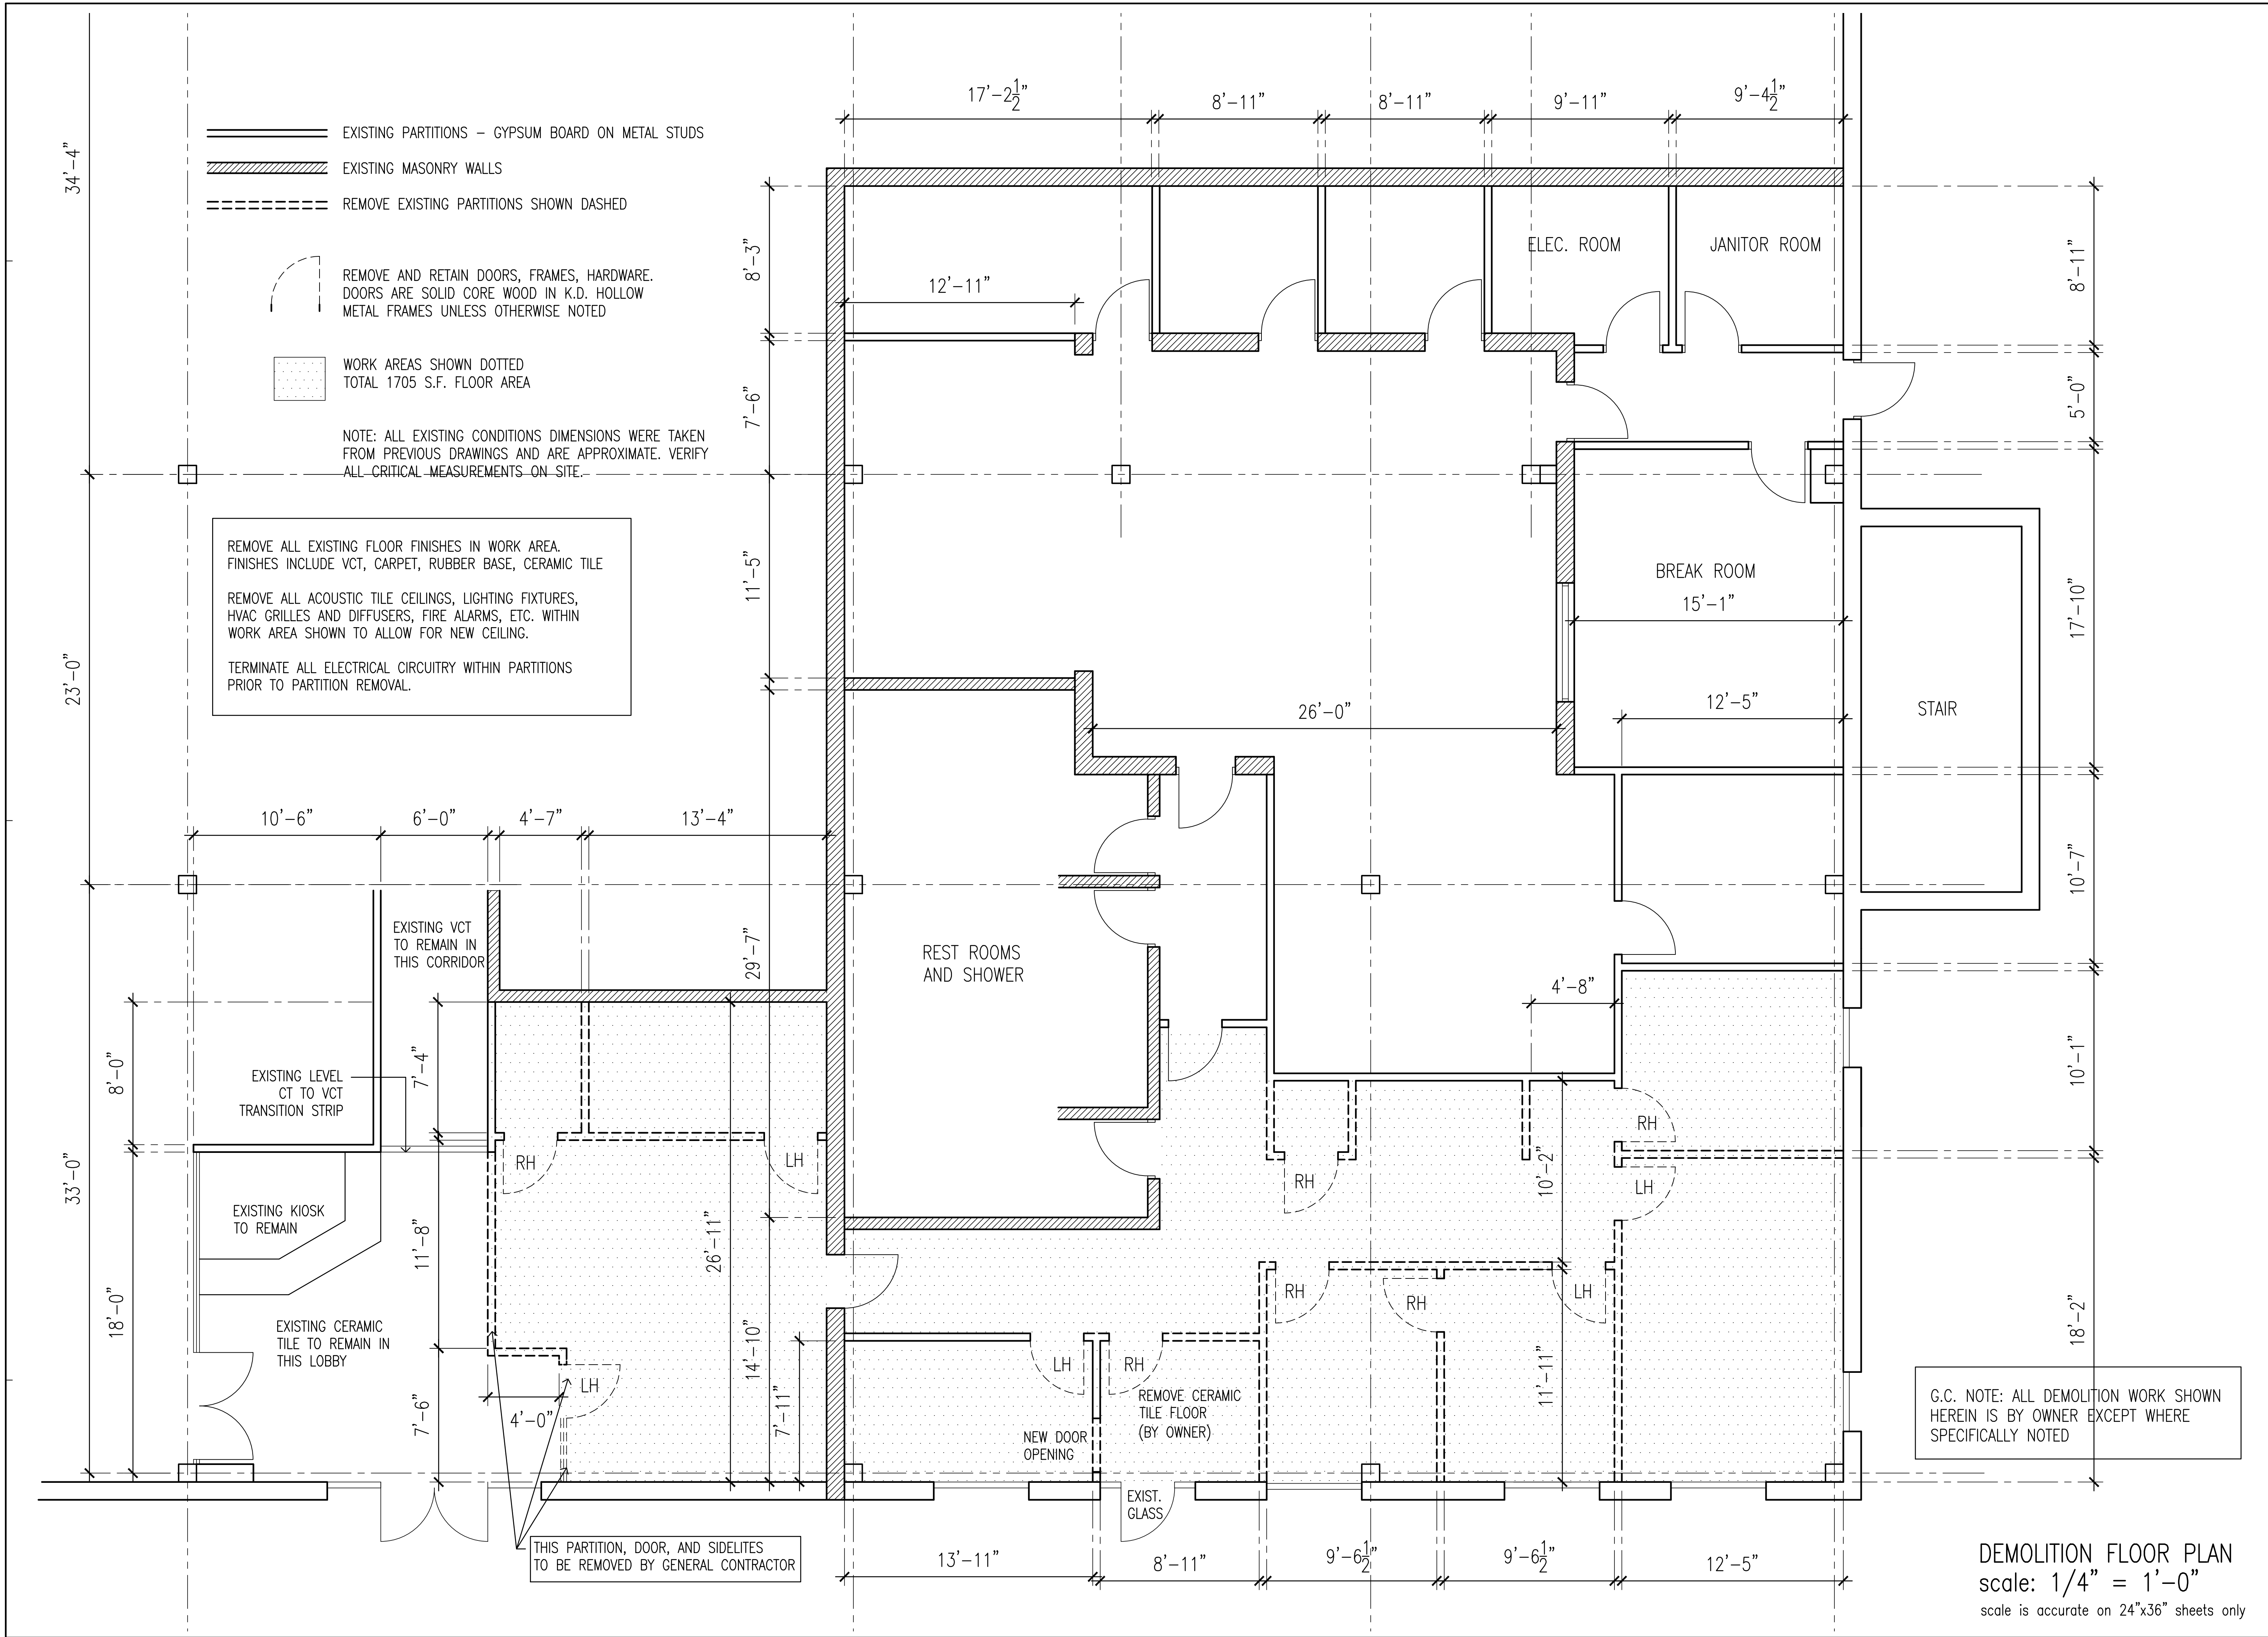 17'-2 1/2"
8'-11"
8'-11"
9'-11"
9'-4 1/2"
34'-4"
EXISTING PARTITIONS – GYPSUM BOARD ON METAL STUDS
EXISTING MASONRY WALLS
REMOVE EXISTING PARTITIONS SHOWN DASHED
REMOVE AND RETAIN DOORS, FRAMES, HARDWARE.
DOORS ARE SOLID CORE WOOD IN K.D. HOLLOW
METAL FRAMES UNLESS OTHERWISE NOTED
WORK AREAS SHOWN DOTTED
TOTAL 1705 S.F. FLOOR AREA
NOTE: ALL EXISTING CONDITIONS DIMENSIONS WERE TAKEN
FROM PREVIOUS DRAWINGS AND ARE APPROXIMATE. VERIFY
ALL CRITICAL MEASUREMENTS ON SITE.
REMOVE ALL EXISTING FLOOR FINISHES IN WORK AREA.
FINISHES INCLUDE VCT, CARPET, RUBBER BASE, CERAMIC TILE
REMOVE ALL ACOUSTIC TILE CEILINGS, LIGHTING FIXTURES,
HVAC GRILLES AND DIFFUSERS, FIRE ALARMS, ETC. WITHIN
WORK AREA SHOWN TO ALLOW FOR NEW CEILING.
TERMINATE ALL ELECTRICAL CIRCUITRY WITHIN PARTITIONS
PRIOR TO PARTITION REMOVAL.
8'-3"
12'-11"
ELEC. ROOM
JANITOR ROOM
8'-11"
7'-6"
5'-0"
11'-5"
BREAK ROOM
15'-1"
17'-10"
23'-0"
26'-0"
12'-5"
STAIR
10'-6"
6'-0"
4'-7"
13'-4"
10'-7"
EXISTING VCT
TO REMAIN IN
THIS CORRIDOR
29'-7"
REST ROOMS
AND SHOWER
4'-8"
8'-0"
EXISTING LEVEL
CT TO VCT
TRANSITION STRIP
7'-4"
10'-1"
RH
RH
LH
RH
10'-2"
LH
33'-0"
EXISTING KIOSK
TO REMAIN
11'-8"
26'-11"
18'-0"
EXISTING CERAMIC
TILE TO REMAIN IN
THIS LOBBY
RH
RH
LH
18'-2"
14'-10"
LH
RH
LH
7'-6"
4'-0"
7'-11"
11'-11"
REMOVE CERAMIC
TILE FLOOR
(BY OWNER)
NEW DOOR
OPENING
G.C. NOTE: ALL DEMOLITION WORK SHOWN
HEREIN IS BY OWNER EXCEPT WHERE
SPECIFICALLY NOTED
EXIST.
GLASS
THIS PARTITION, DOOR, AND SIDELITES
TO BE REMOVED BY GENERAL CONTRACTOR
13'-11"
8'-11"
9'-6 1/2"
9'-6 1/2"
12'-5"
DEMOLITION FLOOR PLAN
scale: 1/4" = 1'-0"
scale is accurate on 24"x36" sheets only